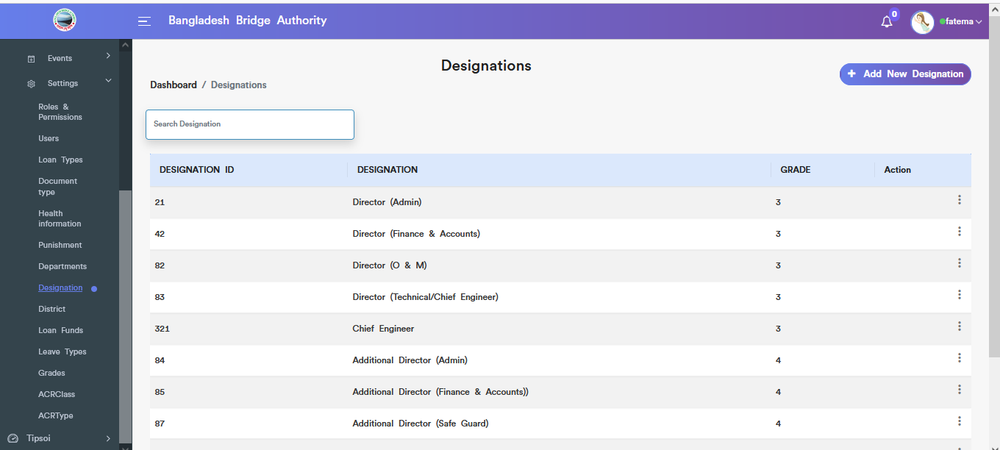 Bangladesh Bridge Authority
0
fatema
Events
Settings
Roles &
Permissions
Users
Loan Types
Document
type
Health
information
Punishment
Departments
Designation
District
Loan Funds
Leave Types
Grades
ACRClass
ACRType
Tipsoi
Designations
Dashboard / Designations
+ Add New Designation
Search Designation
DESIGNATION ID DESIGNATION GRADE Action
21 Director (Admin) 3
42 Director (Finance & Accounts) 3
82 Director (O & M) 3
83 Director (Technical/Chief Engineer) 3
321 Chief Engineer 3
84 Additional Director (Admin) 4
85 Additional Director (Finance & Accounts)) 4
87 Additional Director (Safe Guard) 4